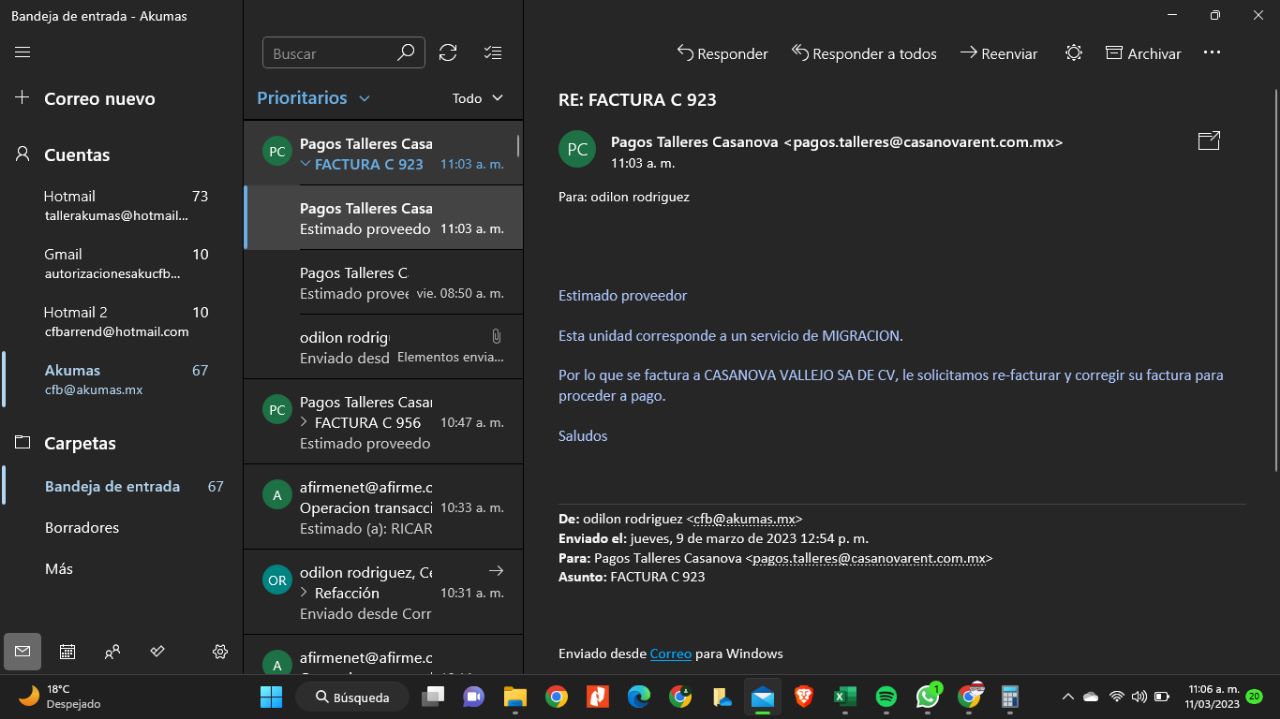 Bandeja de entrada - Akumas
Correo nuevo
Cuentas
Hotmail 73
tallerakumas@hotmail...
Gmail 10
autorizacionesakucfb...
Hotmail 2 10
cfbarrend@hotmail.com
Akumas 67
cfb@akumas.mx
Carpetas
Bandeja de entrada 67
Borradores
Más
Buscar
Prioritarios Todo
PC Pagos Talleres Casa
FACTURA C 923 11:03 a. m.
Pagos Talleres Casa
Estimado proveedo 11:03 a. m.
Pagos Talleres C
Estimado provee vie. 08:50 a. m.
odilon rodrig
Enviado desd Elementos envia...
PC Pagos Talleres Casa
FACTURA C 956 10:47 a. m.
Estimado proveedo
A afirmenet@afirme.c
Operacion transacci 10:33 a. m.
Estimado (a): RICAR
OR odilon rodriguez, Ce
Refacción 10:31 a. m.
Enviado desde Corr
A afirmenet@afirme.c
Responder Responder a todos Reenviar Archivar
RE: FACTURA C 923
PC Pagos Talleres Casanova <pagos.talleres@casanovarent.com.mx>
11:03 a. m.
Para: odilon rodriguez
Estimado proveedor
Esta unidad corresponde a un servicio de MIGRACION.
Por lo que se factura a CASANOVA VALLEJO SA DE CV, le solicitamos re-facturar y corregir su factura para
proceder a pago.
Saludos
De: odilon rodriguez <cfb@akumas.mx>
Enviado el: jueves, 9 de marzo de 2023 12:54 p. m.
Para: Pagos Talleres Casanova <pagos.talleres@casanovarent.com.mx>
Asunto: FACTURA C 923
Enviado desde Correo para Windows
18°C
Despejado
Búsqueda
1
11:06 a. m.
11/03/2023
20